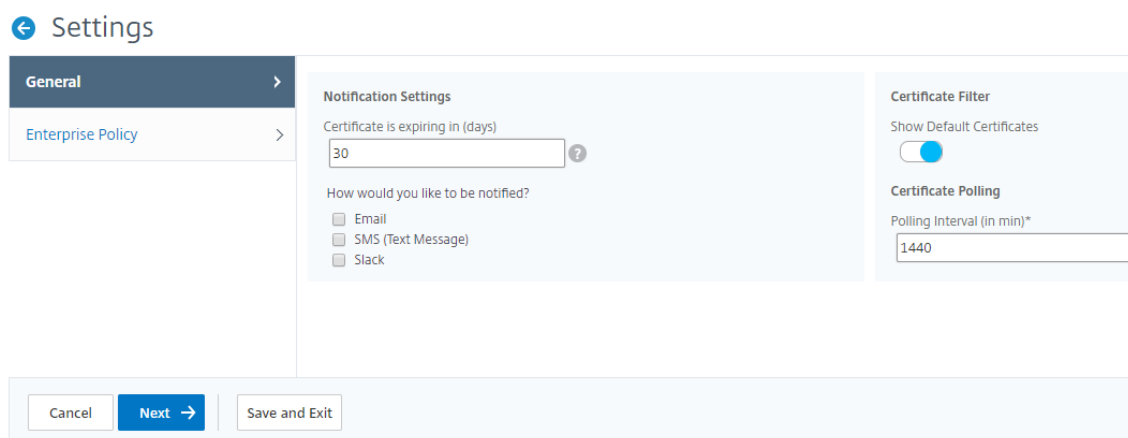 Settings
General
Enterprise Policy
Notification Settings
Certificate is expiring in (days)
30
?
How would you like to be notified?
Email
SMS (Text Message)
Slack
Certificate Filter
Show Default Certificates
Certificate Polling
Polling Interval (in min)*
1440
Cancel
Next →
Save and Exit